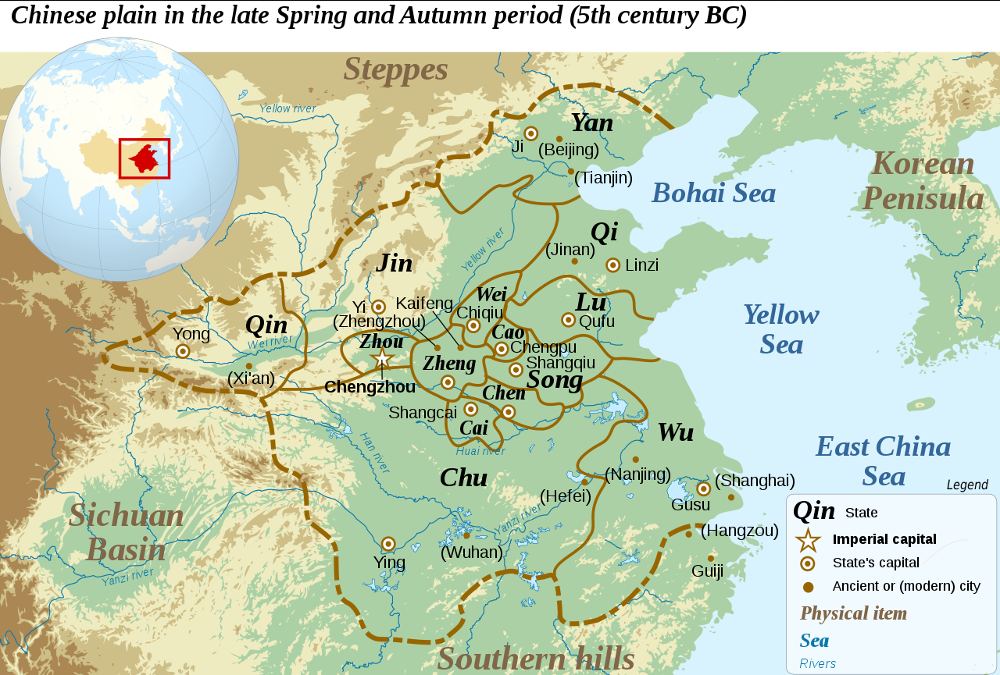 Chinese plain in the late Spring and Autumn period (5th century BC)
Steppes
Yellow river
Yan
Ji
(Beijing)
(Tianjin)
Korean
Penisula
Bohai Sea
Qi
Yellow river
(Jinan)
Linzi
Jin
Wei
Lu
Yi
Kaifeng
Chiqiu
Qufu
(Zhengzhou)
Yellow
Sea
Qin
Yong
Wei river
Zhou
Cao
Chengpu
Zheng
Shangqiu
(Xi'an)
Song
Chengzhou
Chen
Shangcai
Cai
Wu
Huai river
Han river
East China
Sea
Chu
(Nanjing)
(Shanghai)
(Hefei)
Gusu
Sichuan
Basin
Yanzi river
(Hangzou)
(Wuhan)
Ying
Guiji
Yanzi river
Southern hills
Legend
Qin State
Imperial capital
State's capital
Ancient or (modern) city
Physical item
Sea
Rivers